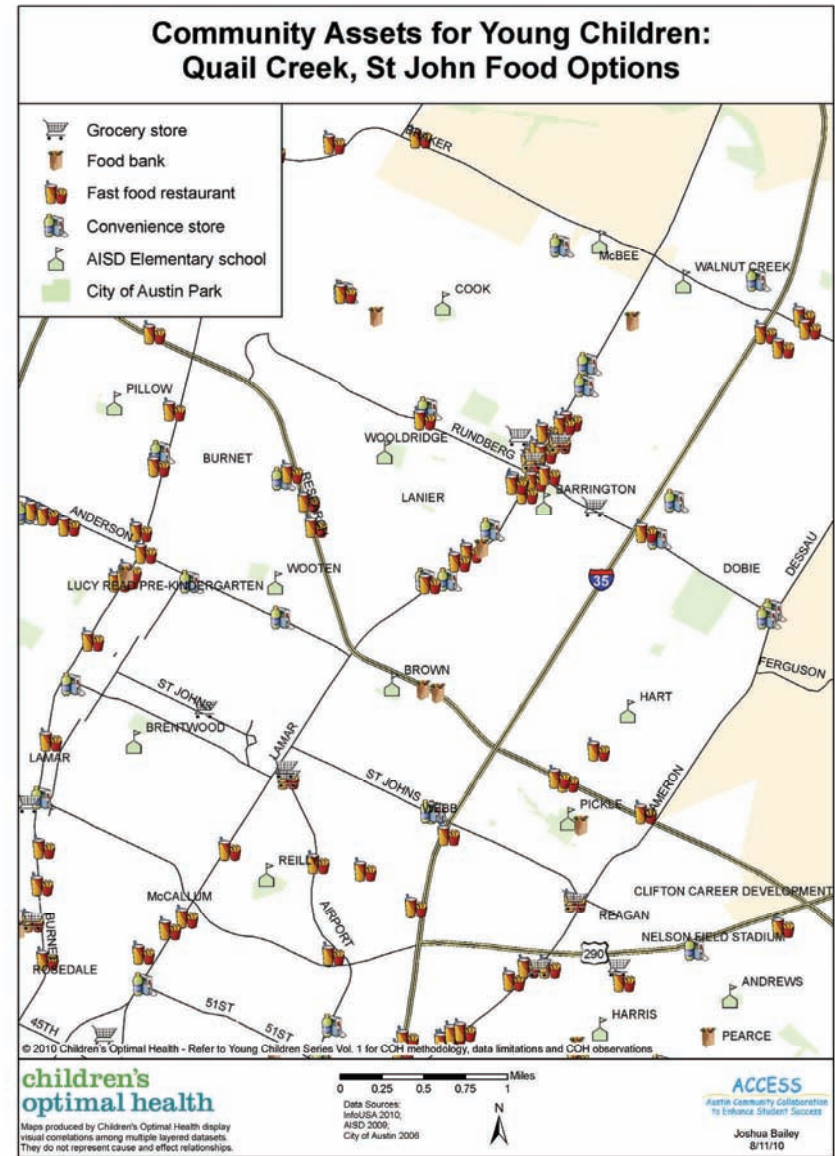 Community Assets for Young Children:
Quail Creek, St John Food Options
Grocery store
Food bank
Fast food restaurant
Convenience store
AISD Elementary school
City of Austin Park
BRAKER
McBEE
WALNUT CREEK
COOK
PILLOW
WOOLDRIDGE
RUNDBERG
BURNET
LANIER
BARRINGTON
ANDERSON
DESSAU
WOOTEN
DOBIE
35
LUCY READ PRE-KINDERGARTEN
FERGUSON
BROWN
ST JOHNS
HART
BRENTWOOD
LAMAR
LAMAR
ST JOHNS
WEBB
PICKLE
CAMERON
REILLY
McCALLUM
CLIFTON CAREER DEVELOPMENT
AIRPORT
REAGAN
BURNET
NELSON FIELD STADIUM
290
ROSEDALE
ANDREWS
51ST
HARRIS
45TH
51ST
PEARCE
© 2010 Children's Optimal Health - Refer to Young Children Series Vol. 1 for COH methodology, data limitations and COH observations
children's
optimal health
Maps produced by Children's Optimal Health display
visual correlations among multiple layered datasets.
They do not represent cause and effect relationships.
Miles
0 0.25 0.5 0.75 1
Data Sources:
InfoUSA 2010;
AISD 2009;
City of Austin 2006
N
ACCESS
Austin Community Collaboration
to Enhance Student Success
Joshua Bailey
8/11/10